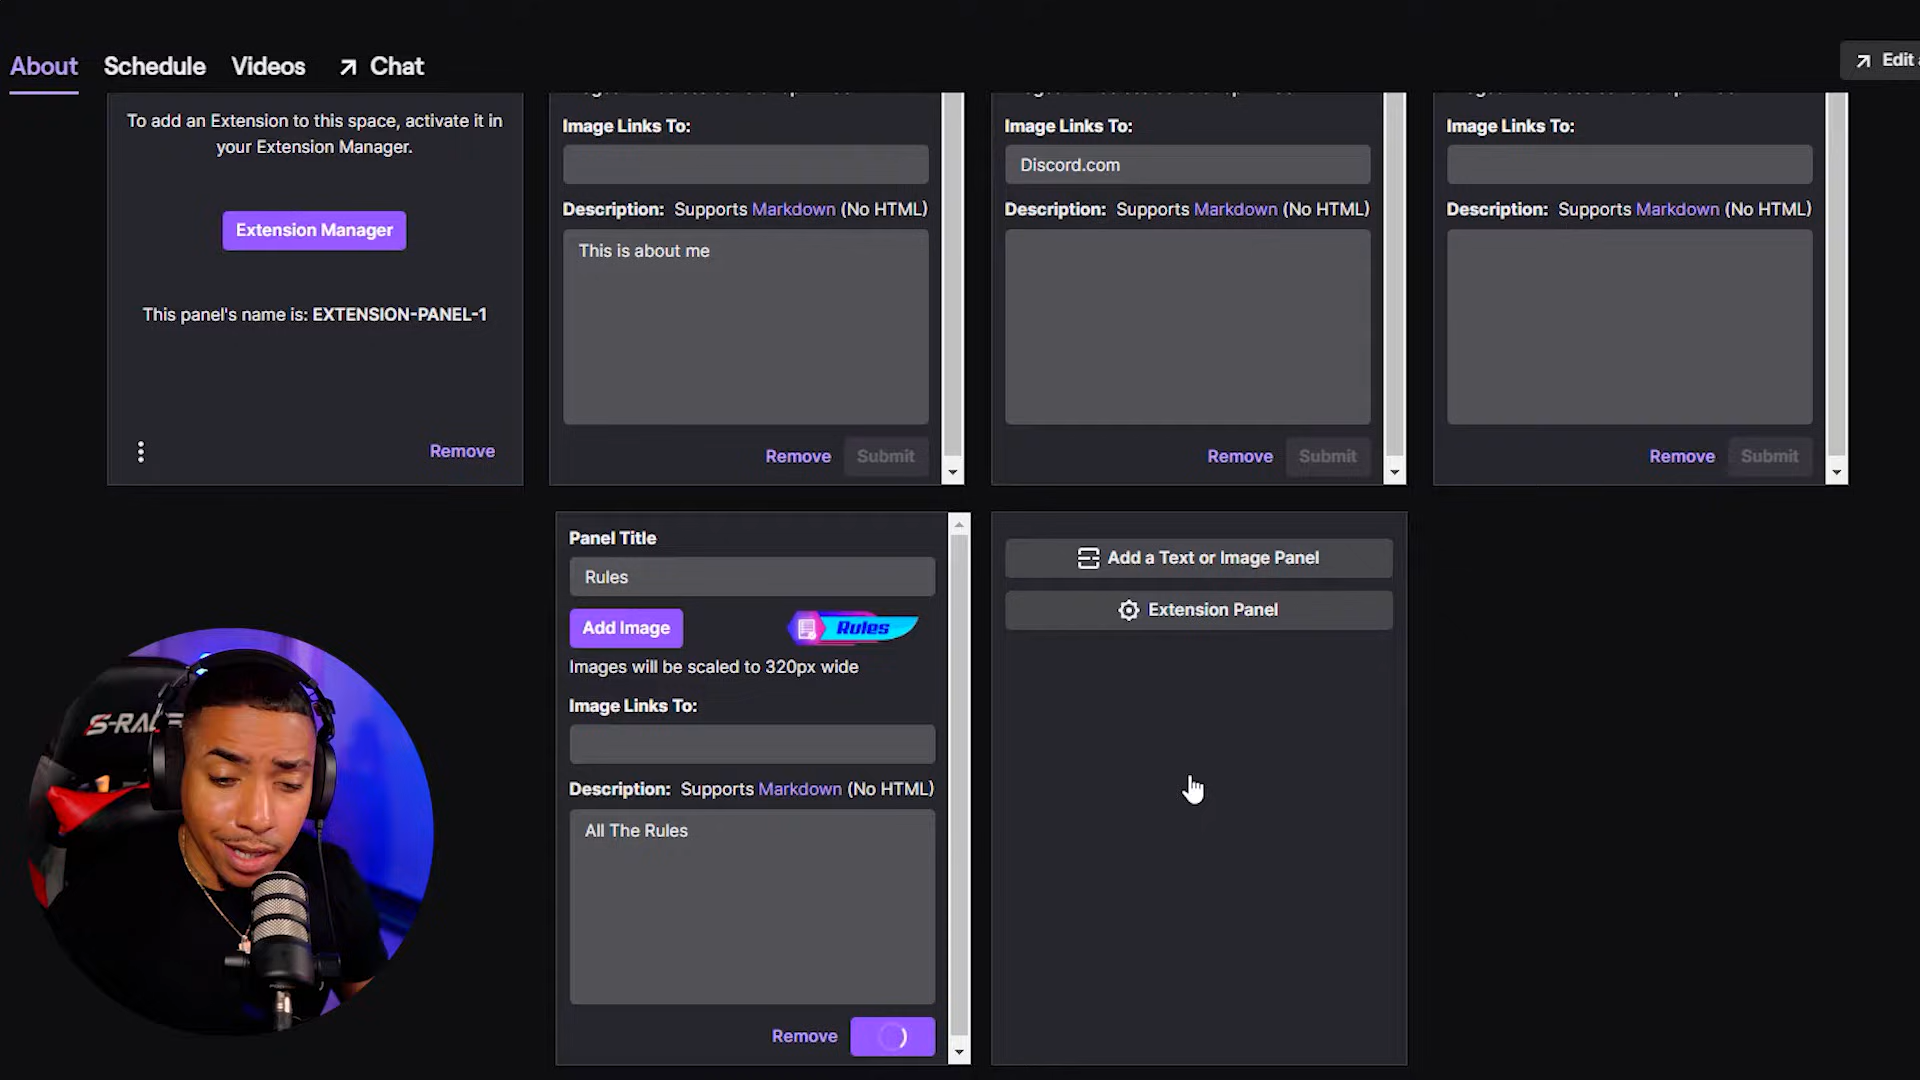 About
Schedule
Videos
Chat
Edit
To add an Extension to this space, activate it in
your Extension Manager.
Extension Manager
This panel's name is: EXTENSION-PANEL-1
Remove
Image Links To:
Description: Supports Markdown (No HTML)
This is about me
Remove
Submit
Image Links To:
Discord.com
Description: Supports Markdown (No HTML)
Remove
Submit
Image Links To:
Description: Supports Markdown (No HTML)
Remove
Submit
Panel Title
Rules
Add Image
Rules
Images will be scaled to 320px wide
Image Links To:
Description: Supports Markdown (No HTML)
All The Rules
Remove
Add a Text or Image Panel
Extension Panel